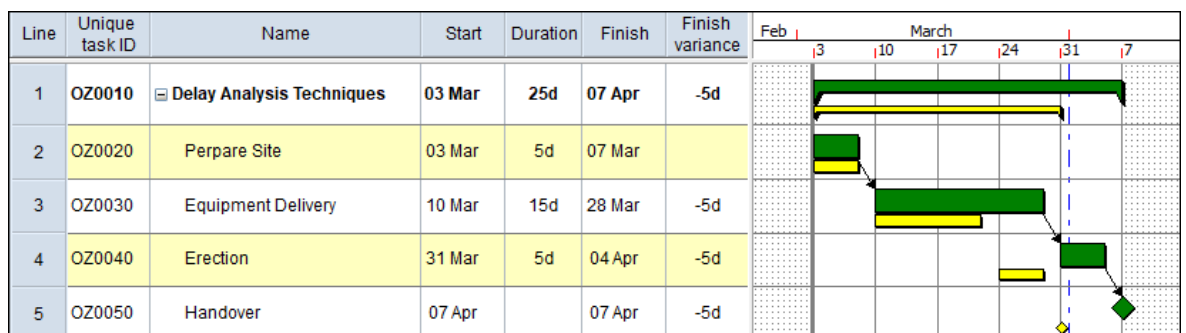 Line Unique task ID Name Start Duration Finish Finish variance Feb March
3 10 17 24 31 7
1 OZ0010 Delay Analysis Techniques 03 Mar 25d 07 Apr -5d
2 OZ0020 Perpare Site 03 Mar 5d 07 Mar
3 OZ0030 Equipment Delivery 10 Mar 15d 28 Mar -5d
4 OZ0040 Erection 31 Mar 5d 04 Apr -5d
5 OZ0050 Handover 07 Apr 07 Apr -5d